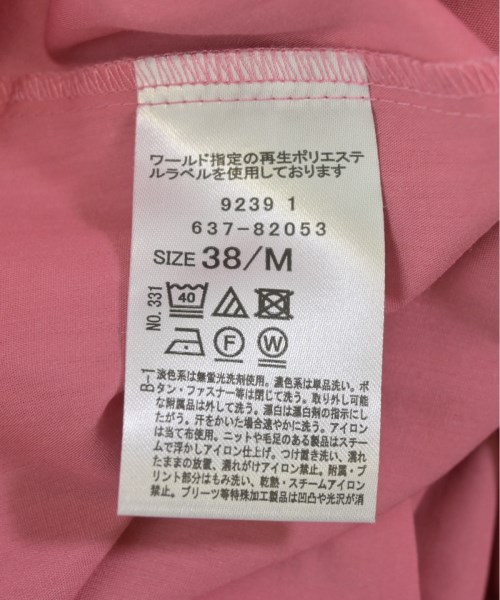 ワールド指定の再生ポリエステ
ルラベルを使用しております
9239 1
637-82053
SIZE 38/M
NO. 331
40
F W
B-1
淡色系は無蛍光洗剤使用。濃色系は単品洗い。ボ
タン・ファスナー等は閉じて洗う。取り外し可能
な付属品は外して洗う。漂白は漂白剤の指示にし
たがう。汗をかいた場合速やかに洗う。アイロン
は当て布使用。ニットや毛足のある製品はスチー
ムで浮かしアイロン仕上げ。つけ置き洗い、濡れ
たままの放置、濡れがけアイロン禁止。附属・プ
リント部分はもみ洗い、乾熱・スチームアイロン
禁止。プリーツ等特殊加工製品は凹凸や光沢が消